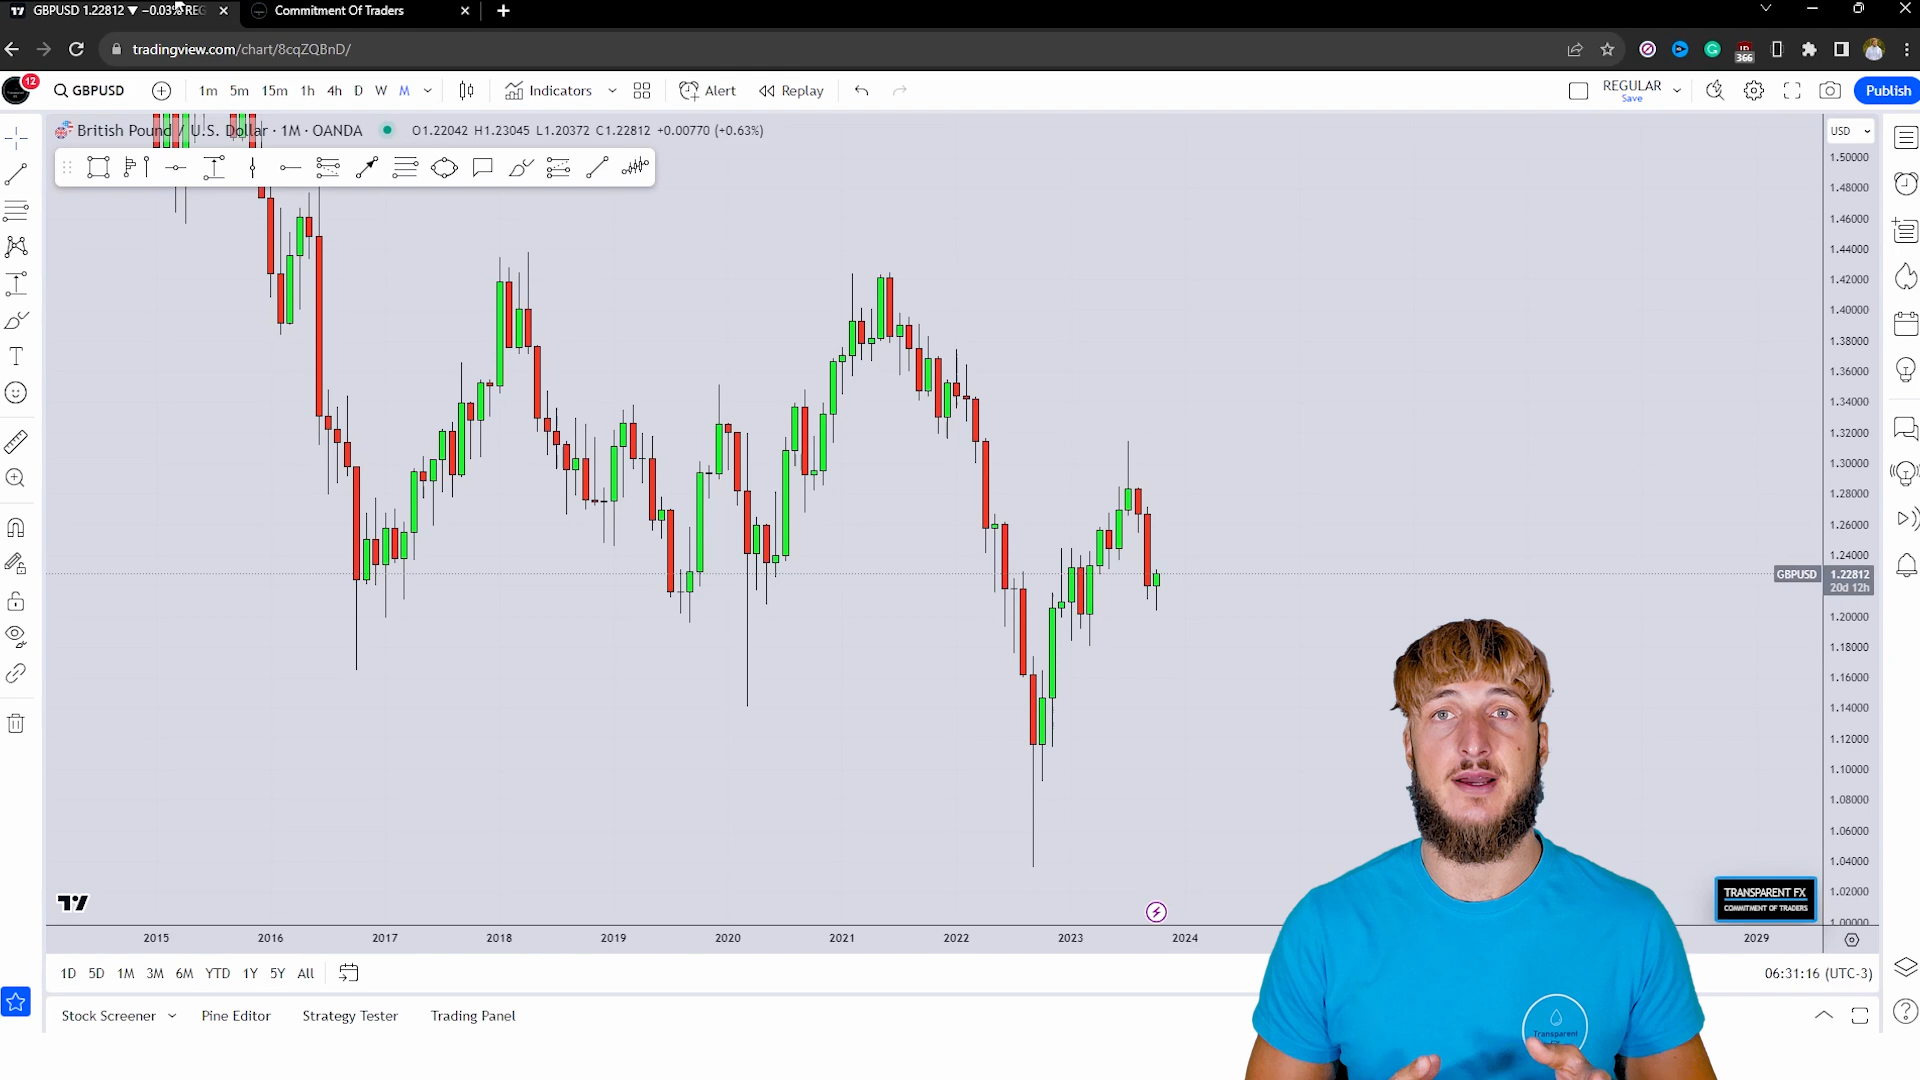 GBPUSD 1.22812 ▼ −0.03% REG
Commitment Of Traders
tradingview.com/chart/8cqZQBnD/
366
12
GBPUSD
1m 5m 15m 1h 4h D W M
Indicators
Alert
Replay
REGULAR
Save
Publish
British Pound / U.S. Dollar · 1M · OANDA
O1.22042 H1.23045 L1.20372 C1.22812 +0.00770 (+0.63%)
USD
1.50000
1.48000
1.46000
1.44000
1.42000
1.40000
1.38000
1.36000
1.34000
1.32000
1.30000
1.28000
1.26000
1.24000
GBPUSD 1.22812
20d 12h
1.20000
1.18000
1.16000
1.14000
1.12000
1.10000
1.08000
1.06000
1.04000
1.02000
1.00000
TRANSPARENT FX
COMMITMENT OF TRADERS
2015 2016 2017 2018 2019 2020 2021 2022 2023 2024 2029
1D 5D 1M 3M 6M YTD 1Y 5Y All
06:31:16 (UTC-3)
Stock Screener
Pine Editor
Strategy Tester
Trading Panel
Transparent